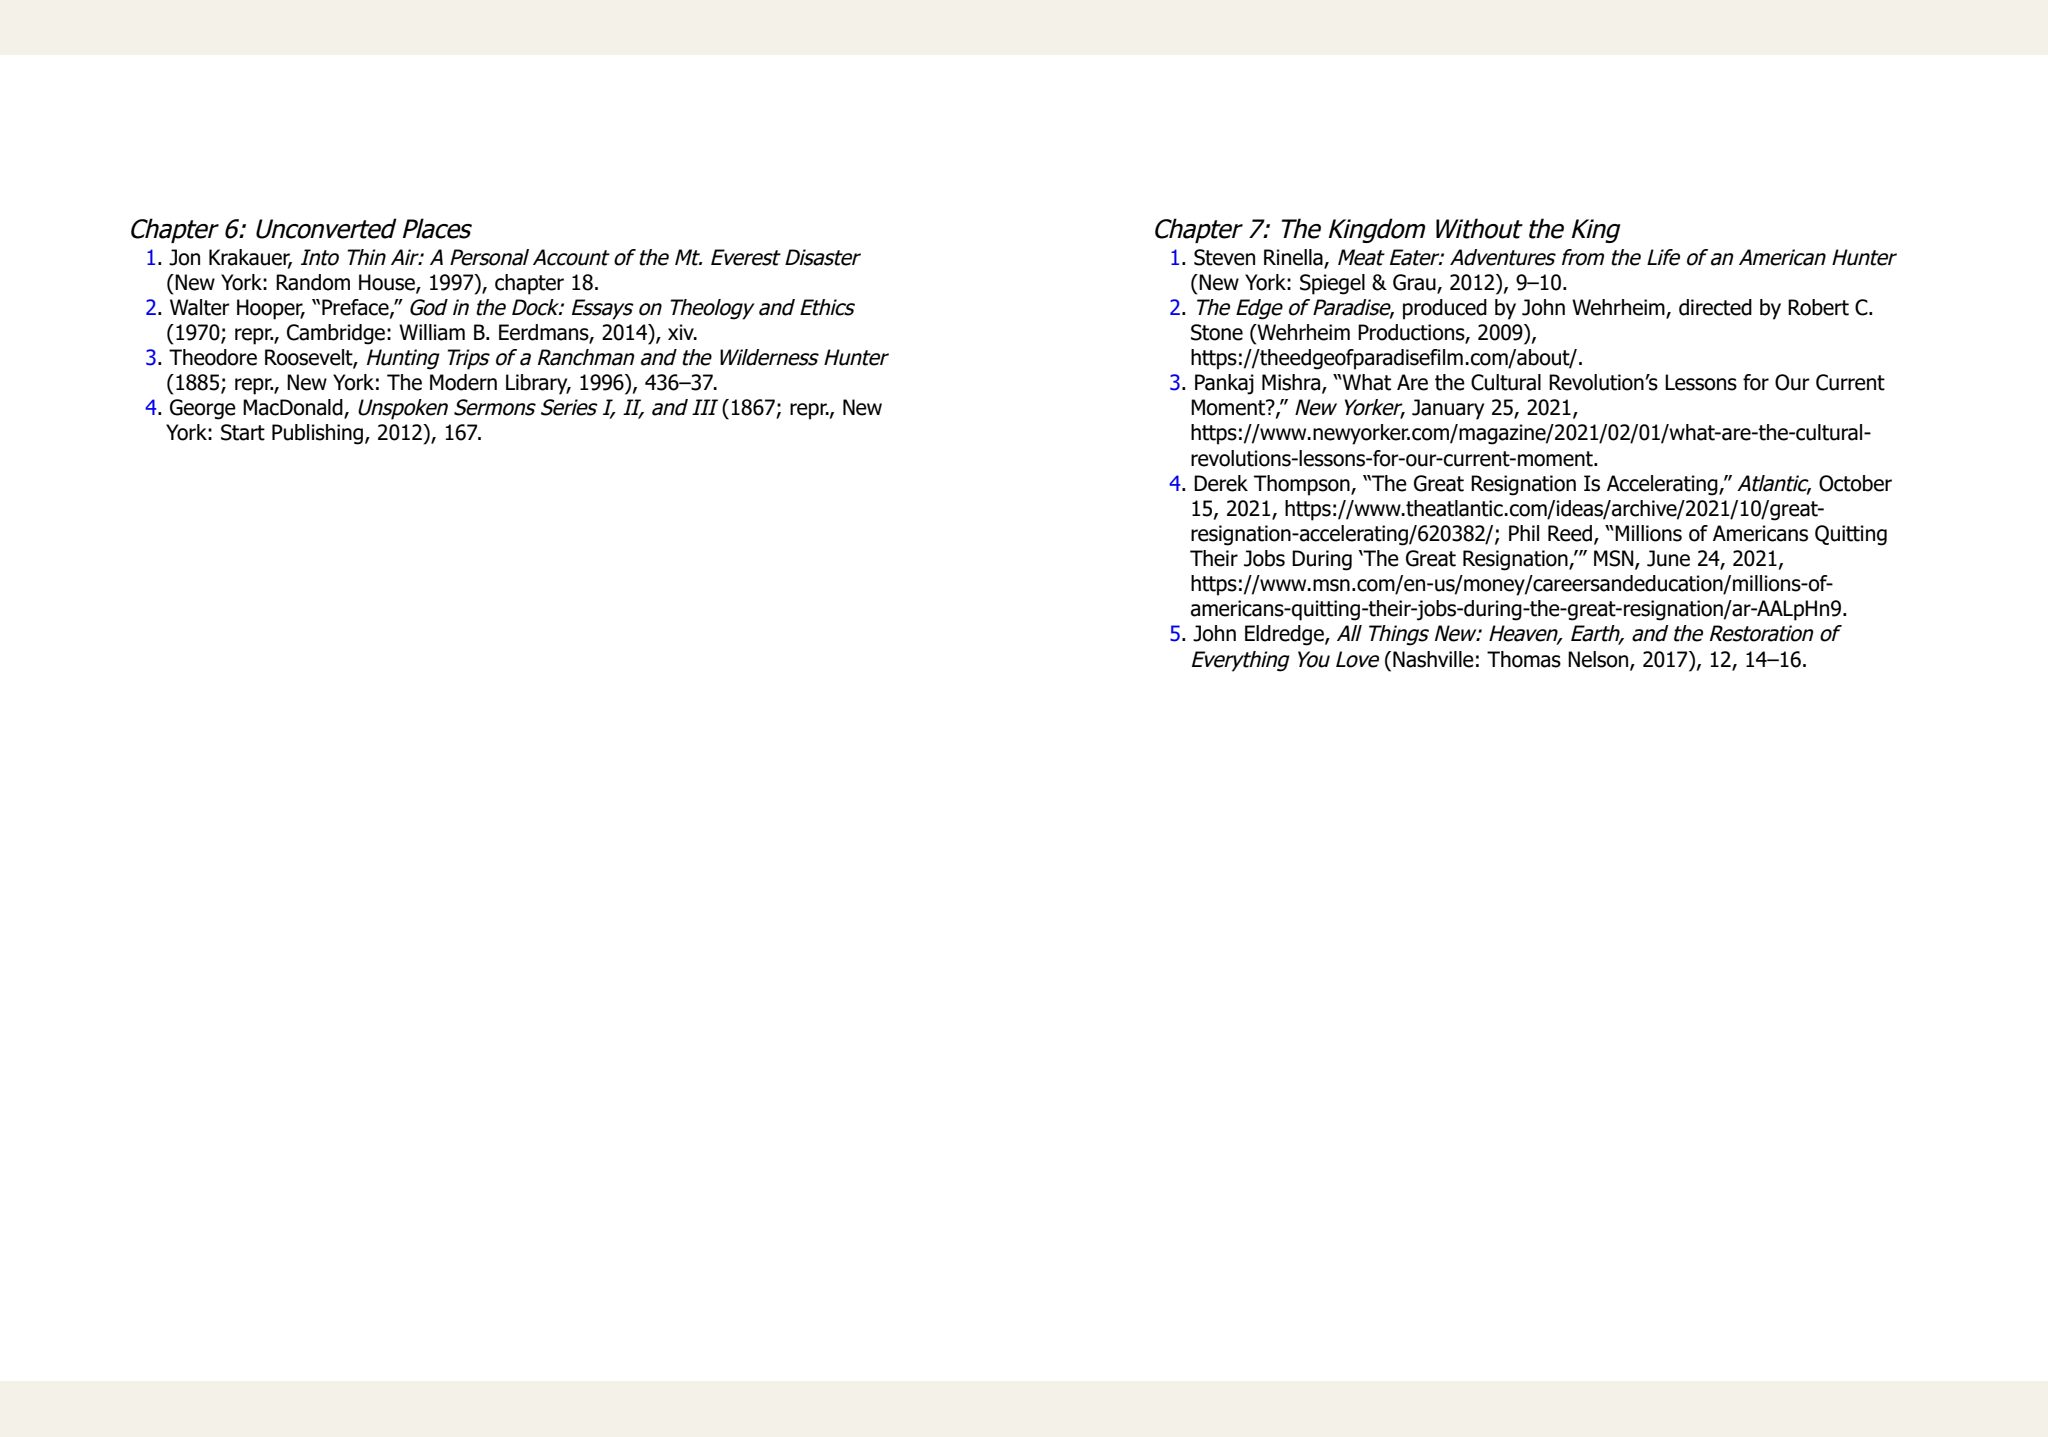 Chapter 6: Unconverted Places
1. Jon Krakauer, Into Thin Air: A Personal Account of the Mt. Everest Disaster
(New York: Random House, 1997), chapter 18.
2. Walter Hooper, “Preface,” God in the Dock: Essays on Theology and Ethics
(1970; repr., Cambridge: William B. Eerdmans, 2014), xiv.
3. Theodore Roosevelt, Hunting Trips of a Ranchman and the Wilderness Hunter
(1885; repr., New York: The Modern Library, 1996), 436–37.
4. George MacDonald, Unspoken Sermons Series I, II, and III (1867; repr., New
York: Start Publishing, 2012), 167.
Chapter 7: The Kingdom Without the King
1. Steven Rinella, Meat Eater: Adventures from the Life of an American Hunter
(New York: Spiegel & Grau, 2012), 9–10.
2. The Edge of Paradise, produced by John Wehrheim, directed by Robert C.
Stone (Wehrheim Productions, 2009),
https://theedgeofparadisefilm.com/about/.
3. Pankaj Mishra, “What Are the Cultural Revolution’s Lessons for Our Current
Moment?,” New Yorker, January 25, 2021,
https://www.newyorker.com/magazine/2021/02/01/what-are-the-cultural-
revolutions-lessons-for-our-current-moment.
4. Derek Thompson, “The Great Resignation Is Accelerating,” Atlantic, October
15, 2021, https://www.theatlantic.com/ideas/archive/2021/10/great-
resignation-accelerating/620382/; Phil Reed, “Millions of Americans Quitting
Their Jobs During ‘The Great Resignation,’” MSN, June 24, 2021,
https://www.msn.com/en-us/money/careersandeducation/millions-of-
americans-quitting-their-jobs-during-the-great-resignation/ar-AALpHn9.
5. John Eldredge, All Things New: Heaven, Earth, and the Restoration of
Everything You Love (Nashville: Thomas Nelson, 2017), 12, 14–16.